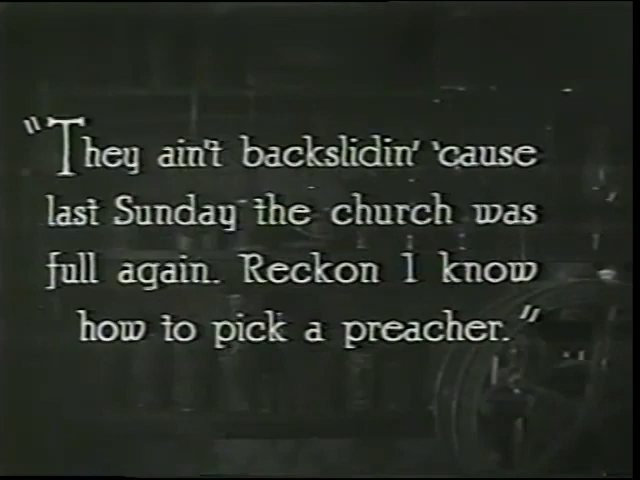 "They ain't backslidin' 'cause
last Sunday the church was
full again. Reckon I know
how to pick a preacher."